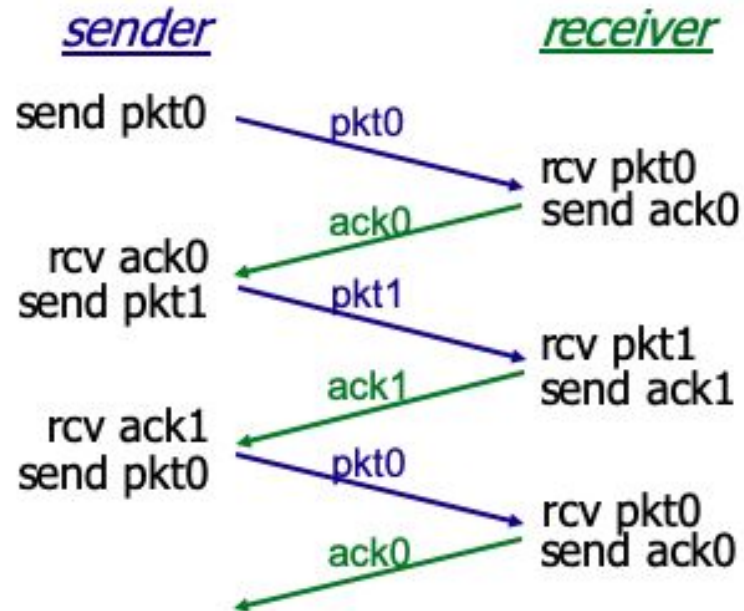 sender
receiver
send pkt0
pkt0
rcv pkt0
send ack0
ack0
rcv ack0
send pkt1
pkt1
rcv pkt1
send ack1
ack1
rcv ack1
send pkt0
pkt0
rcv pkt0
send ack0
ack0